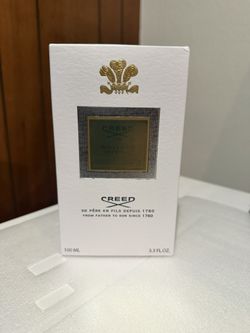 CREED
CREED
DE PÈRE EN FILS DEPUIS 1760
FROM FATHER TO SON SINCE 1760
100 ML 3.3 FL.OZ.